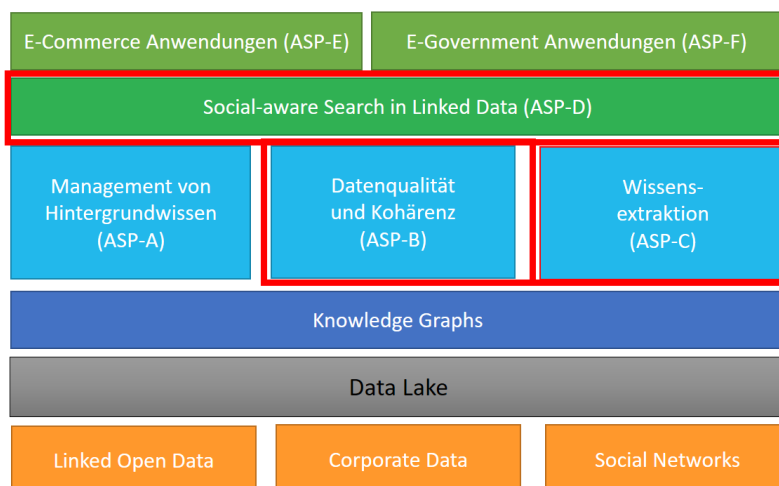 E-Commerce Anwendungen (ASP-E)
E-Government Anwendungen (ASP-F)
Social-aware Search in Linked Data (ASP-D)
Management von
Hintergrundwissen
(ASP-A)
Datenqualität
und Kohärenz
(ASP-B)
Wissens-
extraktion
(ASP-C)
Knowledge Graphs
Data Lake
Linked Open Data
Corporate Data
Social Networks